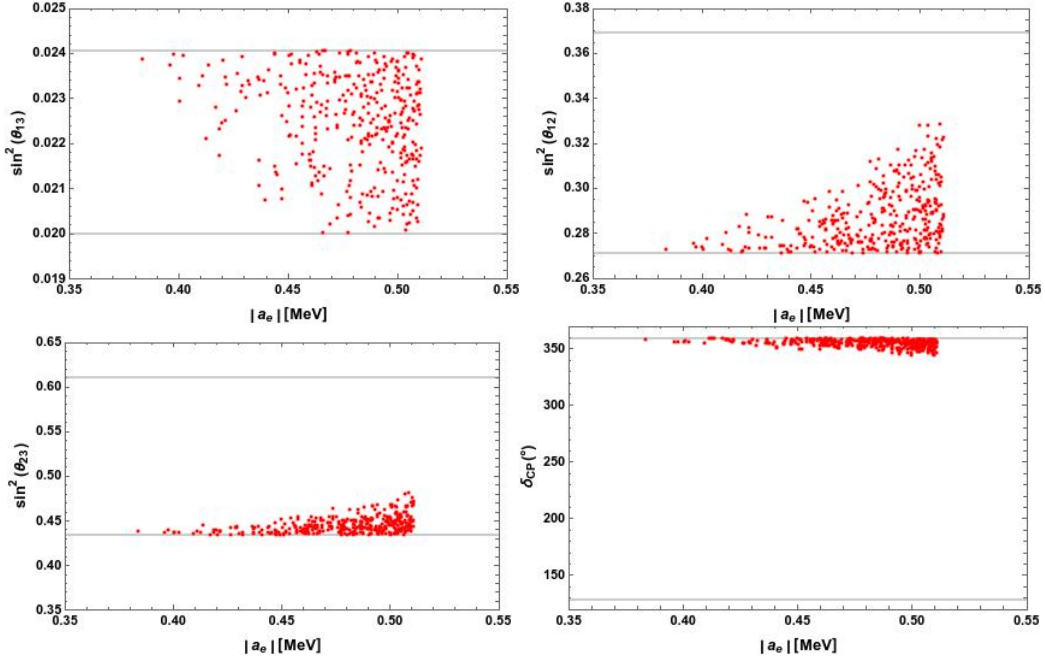 0.025
0.024
0.023
0.022
0.021
0.020
0.019
sin²(θ₁₃)
0.35 0.40 0.45 0.50 0.55
| aₑ | [MeV]
0.38
0.36
0.34
0.32
0.30
0.28
0.26
sin²(θ₁₂)
0.35 0.40 0.45 0.50 0.55
| aₑ | [MeV]
0.65
0.60
0.55
0.50
0.45
0.40
0.35
sin²(θ₂₃)
0.35 0.40 0.45 0.50 0.55
| aₑ | [MeV]
350
300
250
200
150
δCP(°)
0.35 0.40 0.45 0.50 0.55
| aₑ | [MeV]